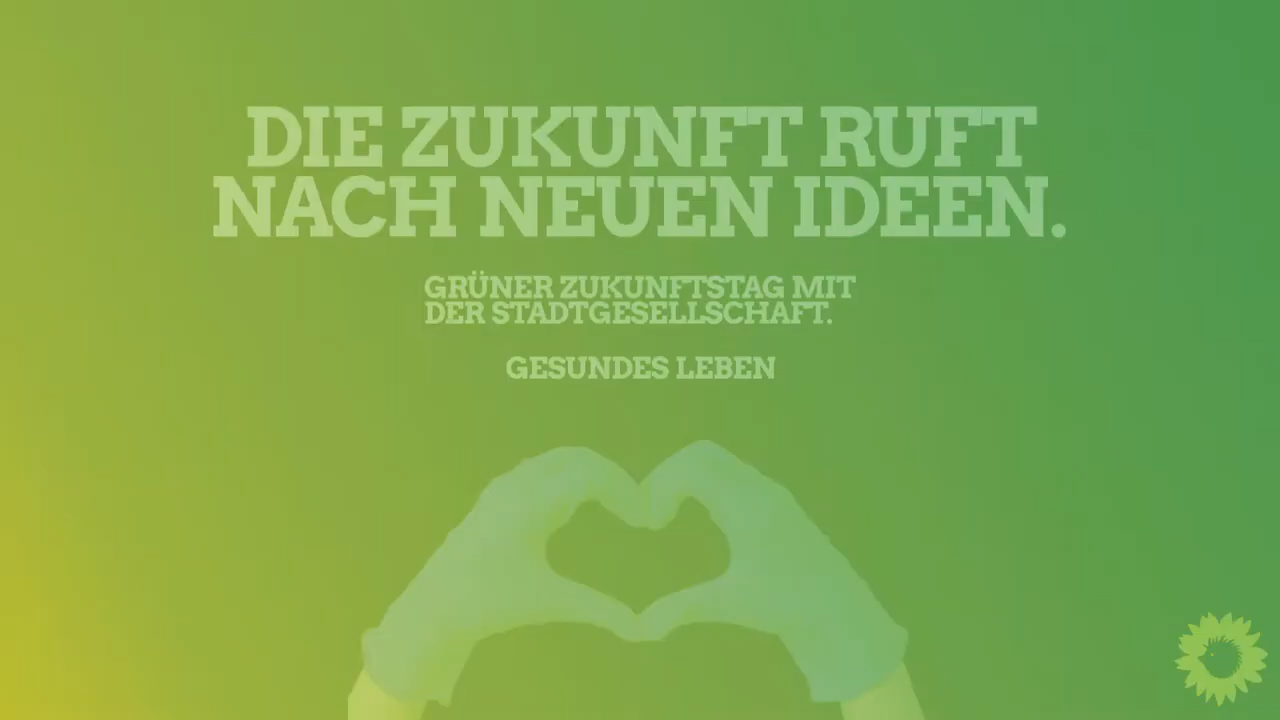 DIE ZUKUNFT RUFT
NACH NEUEN IDEEN.
GRÜNER ZUKUNFTSTAG MIT
DER STADTGESELLSCHAFT.
GESUNDES LEBEN